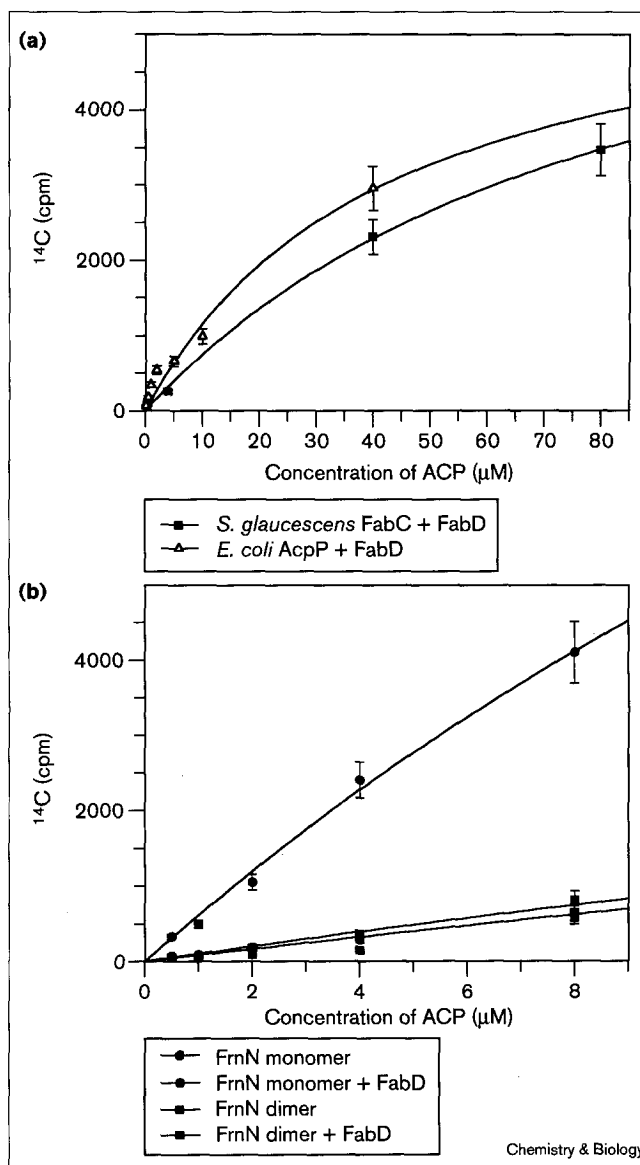 (a)
4000
2000
0
¹⁴C (cpm)
0 10 20 30 40 50 60 70 80
Concentration of ACP (μM)
S. glaucescens FabC + FabD
E. coli AcpP + FabD
(b)
4000
2000
0
¹⁴C (cpm)
0 2 4 6 8
Concentration of ACP (μM)
FrnN monomer
FrnN monomer + FabD
FrnN dimer
FrnN dimer + FabD
Chemistry & Biology